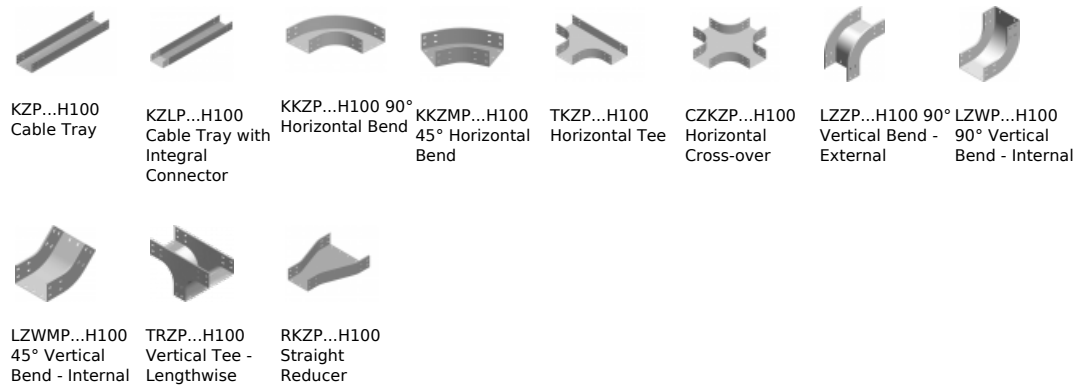 KZP...H100
Cable Tray
KZLP...H100
Cable Tray with
Integral
Connector
KKZP...H100 90°
Horizontal Bend
KKZMP...H100
45° Horizontal
Bend
TKZP...H100
Horizontal Tee
CZKZP...H100
Horizontal
Cross-over
LZZP...H100 90°
Vertical Bend -
External
LZWP...H100
90° Vertical
Bend - Internal
LZWMP...H100
45° Vertical
Bend - Internal
TRZP...H100
Vertical Tee -
Lengthwise
RKZP...H100
Straight
Reducer